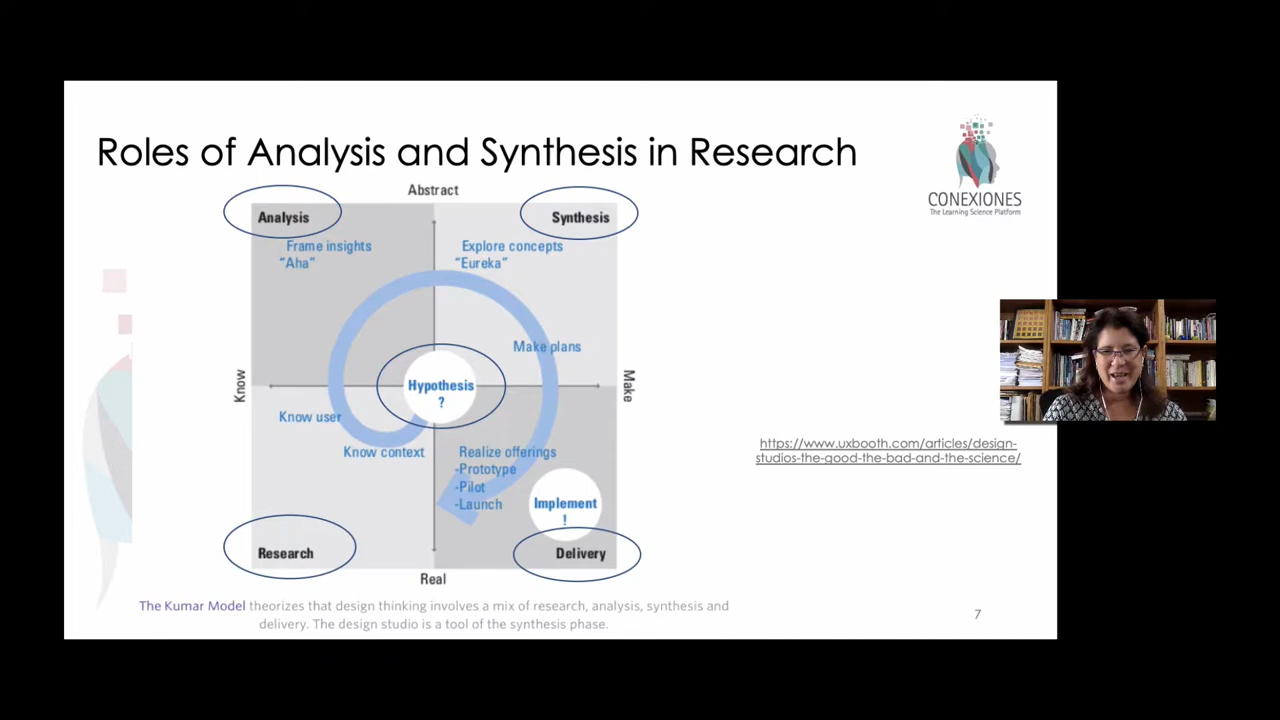 Roles of Analysis and Synthesis in Research
CONEXIONES
The Learning Science Platform
Abstract
Analysis
Synthesis
Frame insights
"Aha"
Explore concepts
"Eureka"
Make plans
Know
Hypothesis
?
Make
Know user
Know context
Realize offerings
-Prototype
-Pilot
-Launch
Implement
!
Research
Delivery
Real
https://www.uxbooth.com/articles/design-
studios-the-good-the-bad-and-the-science/
The Kumar Model theorizes that design thinking involves a mix of research, analysis, synthesis and
delivery. The design studio is a tool of the synthesis phase.
7